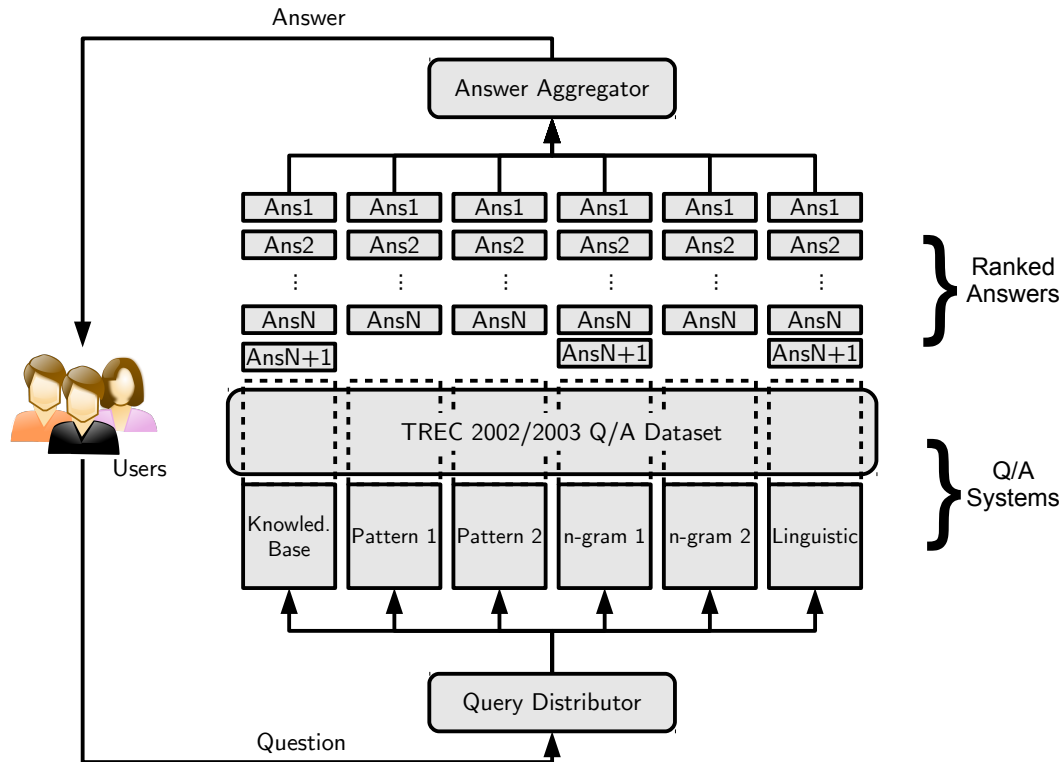 Answer
Answer Aggregator
Ans1 Ans1 Ans1 Ans1 Ans1 Ans1
Ans2 Ans2 Ans2 Ans2 Ans2 Ans2
⋮ ⋮ ⋮ ⋮ ⋮ ⋮
AnsN AnsN AnsN AnsN AnsN AnsN
AnsN+1 AnsN+1 AnsN+1
Ranked
Answers
TREC 2002/2003 Q/A Dataset
Users
Q/A
Systems
Knowled.
Base
Pattern 1 Pattern 2 n-gram 1 n-gram 2 Linguistic
Query Distributor
Question